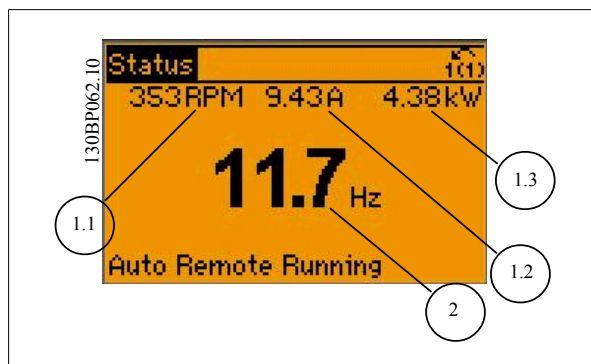 130BP062.10
Status
1(1)
353RPM 9.43A 4.38kW
11.7 Hz
Auto Remote Running
1.1
1.2
1.3
2